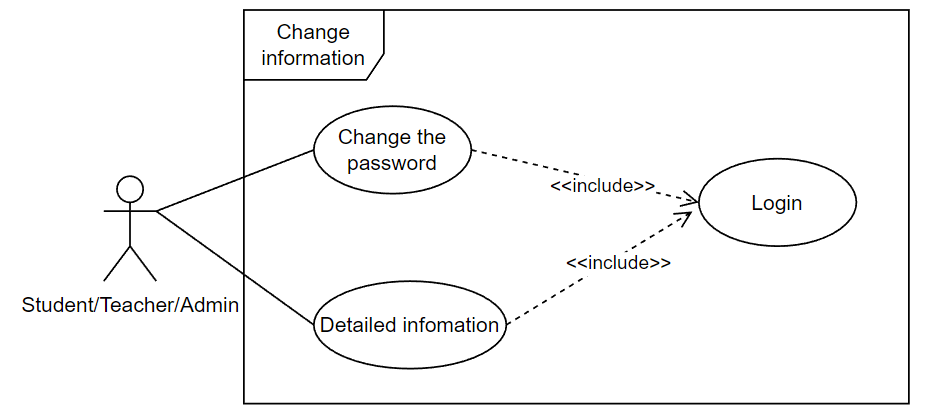 Change
information
Change the
password
<<include>>
Login
<<include>>
Student/Teacher/Admin
Detailed infomation